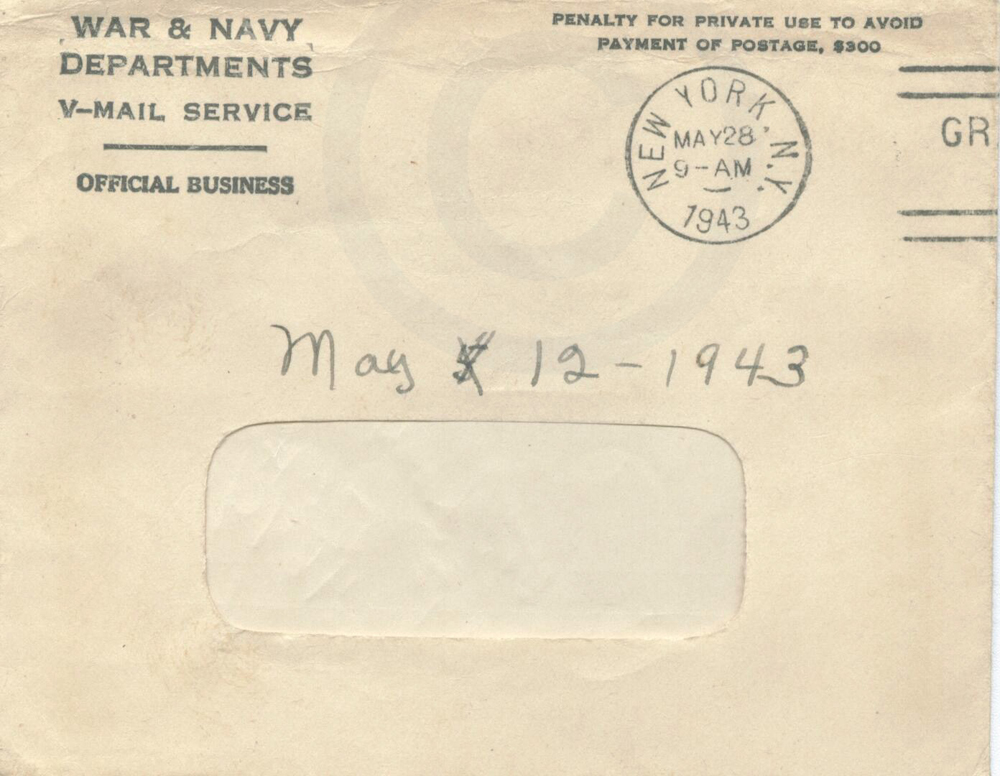 WAR & NAVY
DEPARTMENTS
V-MAIL SERVICE
OFFICIAL BUSINESS
PENALTY FOR PRIVATE USE TO AVOID
PAYMENT OF POSTAGE, $300
NEW YORK, N.Y.
MAY 28
9-AM
1943
GR
May 12-1943